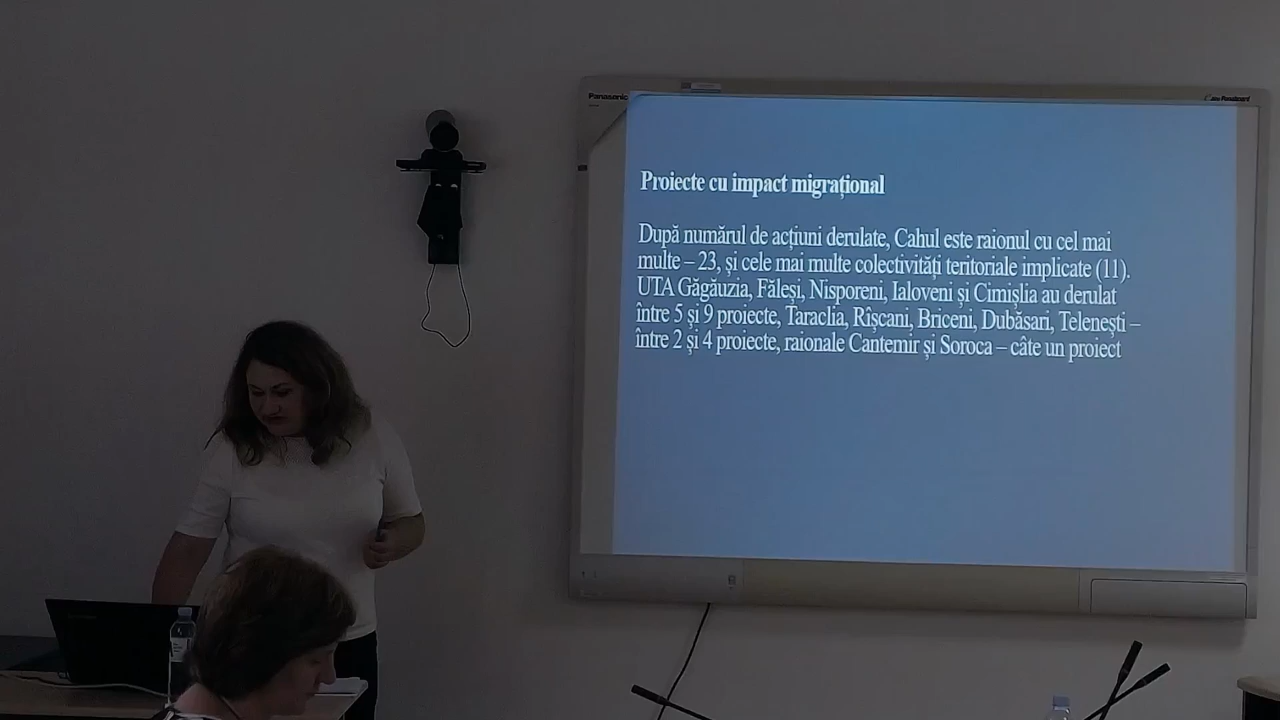 Panasonic
Proiecte cu impact migrațional
După numărul de acțiuni derulate, Cahul este raionul cu cel mai
multe – 23, și cele mai multe colectivități teritoriale implicate (11).
UTA Găgăuzia, Fălești, Nisporeni, Ialoveni și Cimișlia au derulat
între 5 și 9 proiecte, Taraclia, Rîșcani, Briceni, Dubăsari, Telenești –
între 2 și 4 proiecte, raionale Cantemir și Soroca – câte un proiect